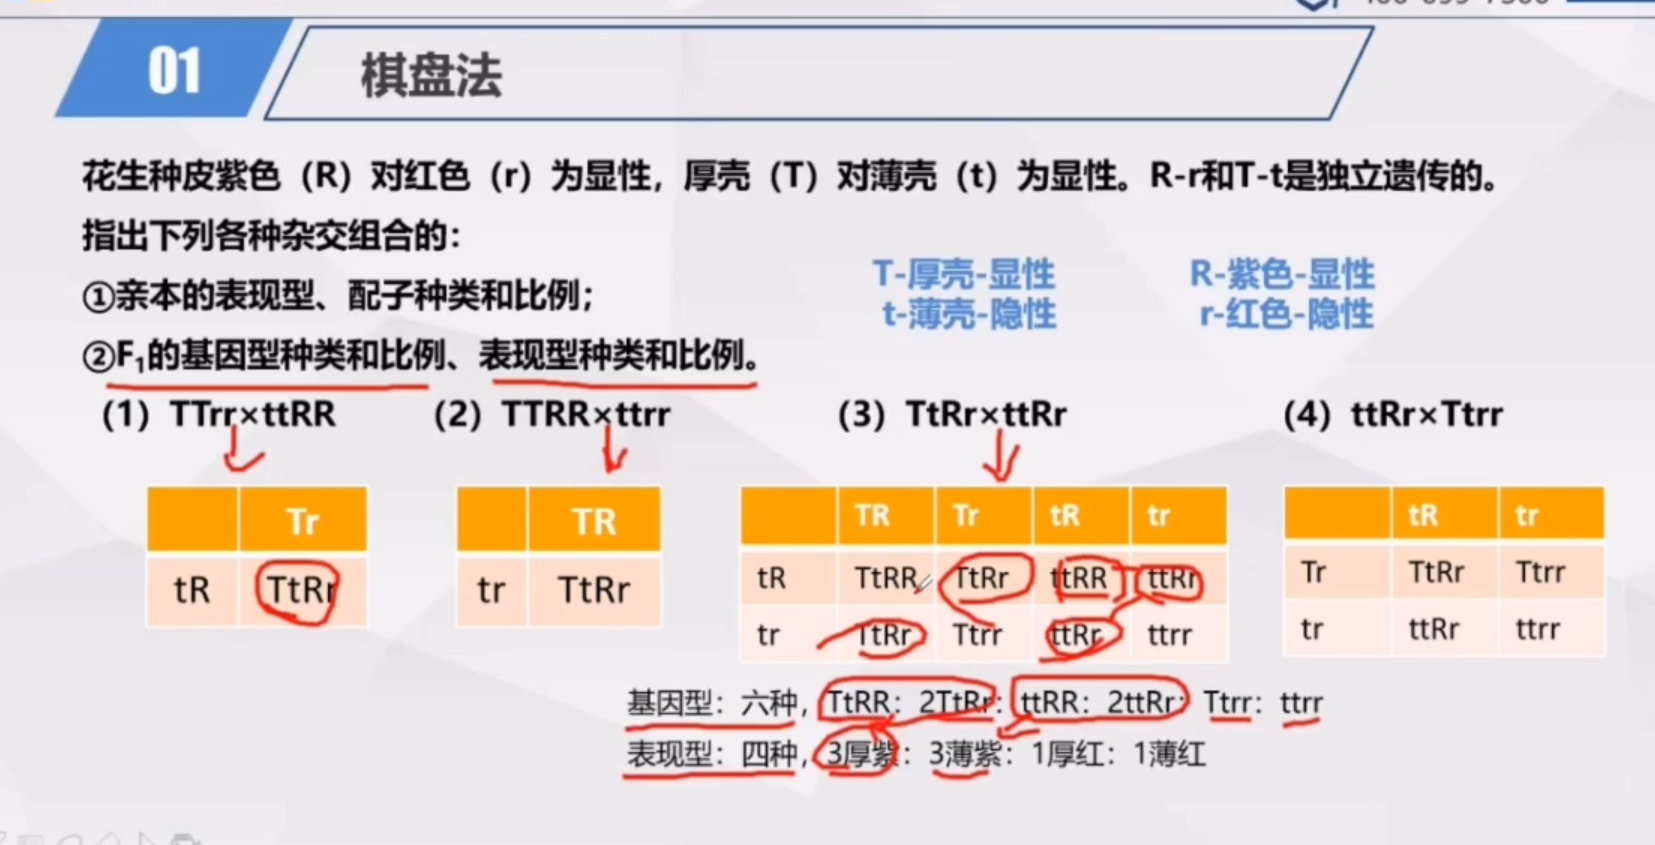 01 棋盘法
花生种皮紫色（R）对红色（r）为显性，厚壳（T）对薄壳（t）为显性。R-r和T-t是独立遗传的。
指出下列各种杂交组合的：
①亲本的表现型、配子种类和比例；
②F₁的基因型种类和比例、表现型种类和比例。
T-厚壳-显性 R-紫色-显性
t-薄壳-隐性 r-红色-隐性
（1）TTrr×ttRR （2）TTRR×ttrr （3）TtRr×ttRr （4）ttRr×Ttrr
Tr
tR TtRr
TR
tr TtRr
TR Tr tR tr
tR TtRR TtRr ttRR ttRr
tr TtRr Ttrr ttRr ttrr
tR tr
Tr TtRr Ttrr
tr ttRr ttrr
基因型：六种，TtRR：2TtRr：ttRR：2ttRr：Ttrr：ttrr
表现型：四种，3厚紫：3薄紫：1厚红：1薄红